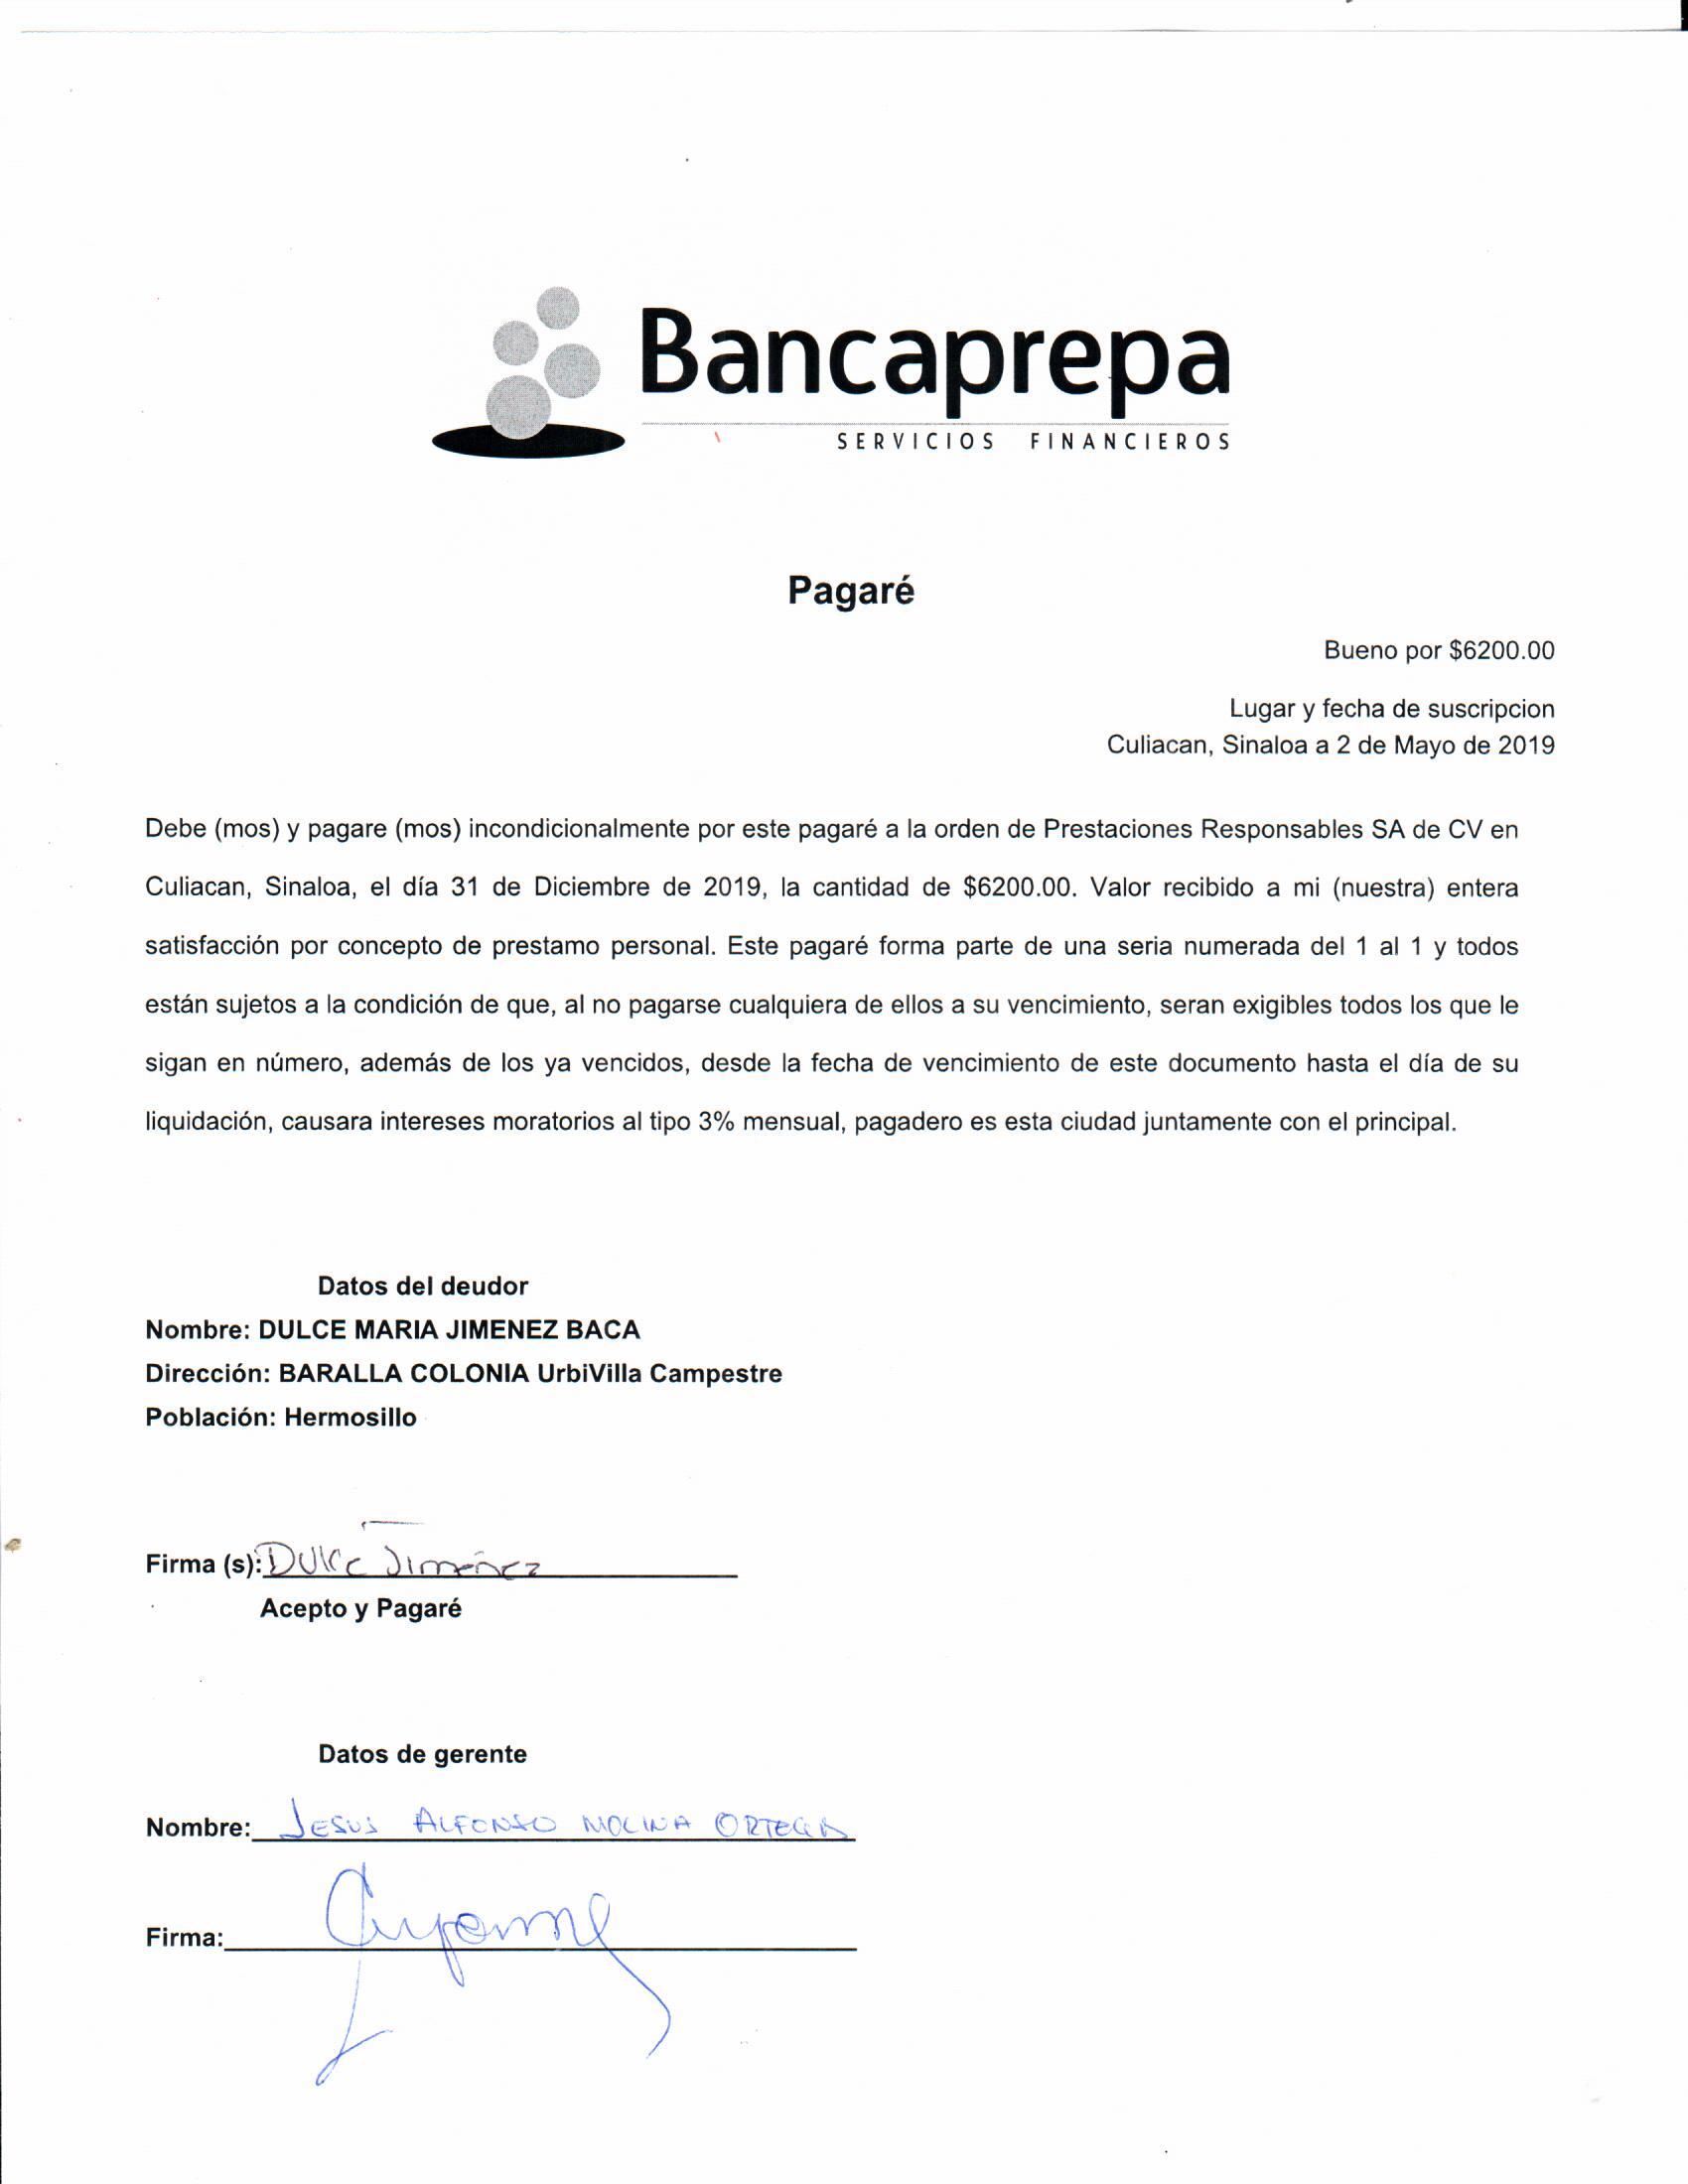 Bancaprepa
SERVICIOS FINANCIEROS
Pagaré
Bueno por $6200.00
Lugar y fecha de suscripcion
Culiacan, Sinaloa a 2 de Mayo de 2019
Debe (mos) y pagare (mos) incondicionalmente por este pagaré a la orden de Prestaciones Responsables SA de CV en
Culiacan, Sinaloa, el día 31 de Diciembre de 2019, la cantidad de $6200.00. Valor recibido a mi (nuestra) entera
satisfacción por concepto de prestamo personal. Este pagaré forma parte de una seria numerada del 1 al 1 y todos
están sujetos a la condición de que, al no pagarse cualquiera de ellos a su vencimiento, seran exigibles todos los que le
sigan en número, además de los ya vencidos, desde la fecha de vencimiento de este documento hasta el día de su
liquidación, causara intereses moratorios al tipo 3% mensual, pagadero es esta ciudad juntamente con el principal.
Datos del deudor
Nombre: DULCE MARIA JIMENEZ BACA
Dirección: BARALLA COLONIA UrbiVilla Campestre
Población: Hermosillo
Firma (s): Dulce Jimenez
Acepto y Pagaré
Datos de gerente
Nombre: JESUS ALFONSO MOLINA ORTEGA
Firma: